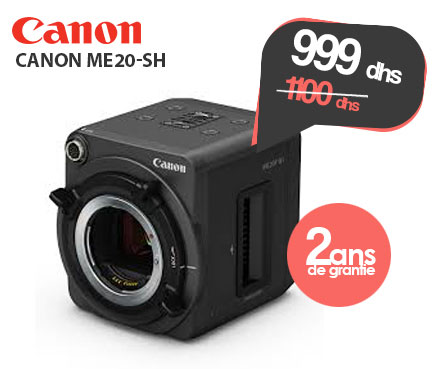 Canon
CANON ME20-SH
999 dhs
1100 dhs
Canon
2ans
de grantie